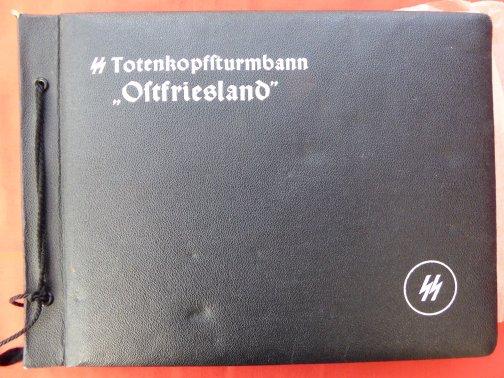 ᛋᛋ Totenkopfſturmbann
„Oſtfriesland“
ᛋᛋ